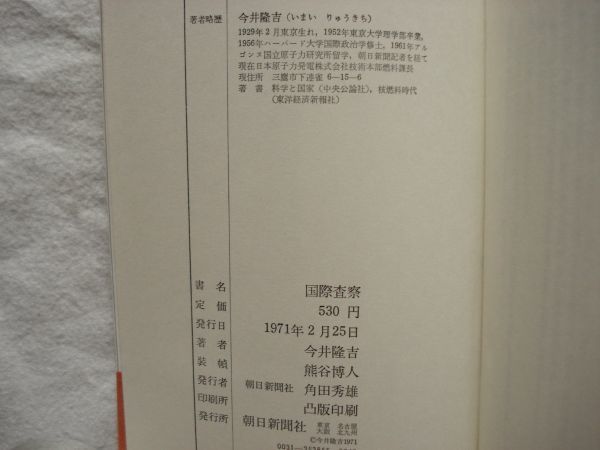 著者略歴
今井隆吉(いまい りゅうきち)
1929年2月東京生れ，1952年東京大学理学部卒業，
1956年ハーバード大学国際政治学修士，1961年アル
ゴンヌ国立原子力研究所留学，朝日新聞記者を経て
現在日本原子力発電株式会社技術本部燃料課長
現住所 三鷹市下連雀 6―15―6
著書 科学と国家(中央公論社)，核燃料時代
(東洋経済新報社)
書名 国際査察
定価 530円
発行日 1971年2月25日
著者 今井隆吉
装幀 熊谷博人
発行者 朝日新聞社 角田秀雄
印刷所 凸版印刷
発行所 朝日新聞社 東京 名古屋
大阪 北九州
©今井隆吉1971